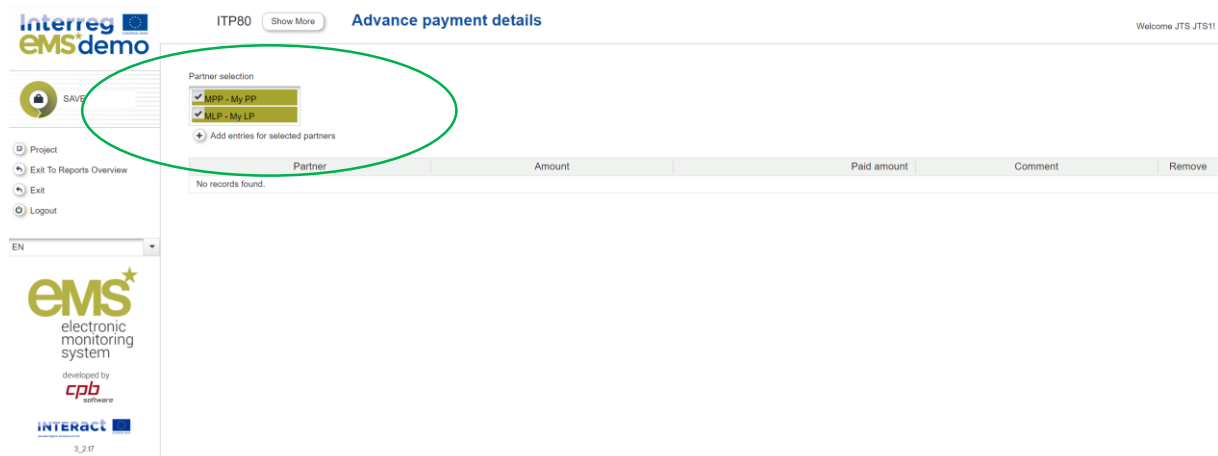 Interreg
eMS demo
ITP80 Show More Advance payment details
Welcome JTS JTS1!
SAVE
Partner selection
MPP - My PP
MLP - My LP
Add entries for selected partners
Project
Exit To Reports Overview
Exit
Logout
Partner Amount Paid amount Comment Remove
No records found.
EN
eMS
electronic
monitoring
system
developed by
cpb
software
INTERact
3_2.t7